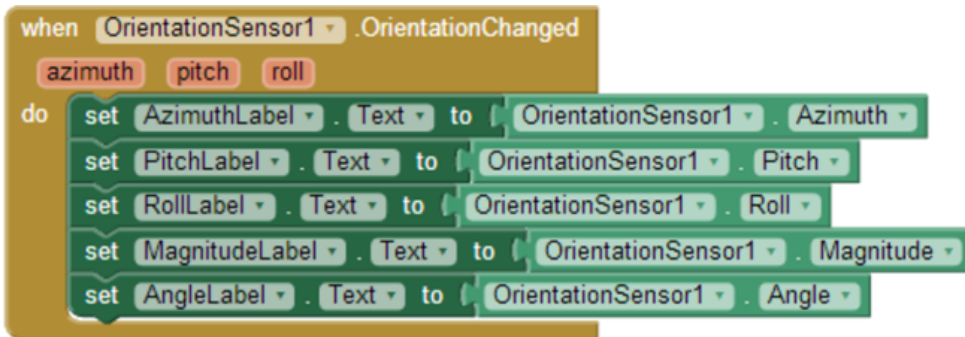 when OrientationSensor1 .OrientationChanged
azimuth pitch roll
do set AzimuthLabel . Text to OrientationSensor1 . Azimuth
set PitchLabel . Text to OrientationSensor1 . Pitch
set RollLabel . Text to OrientationSensor1 . Roll
set MagnitudeLabel . Text to OrientationSensor1 . Magnitude
set AngleLabel . Text to OrientationSensor1 . Angle